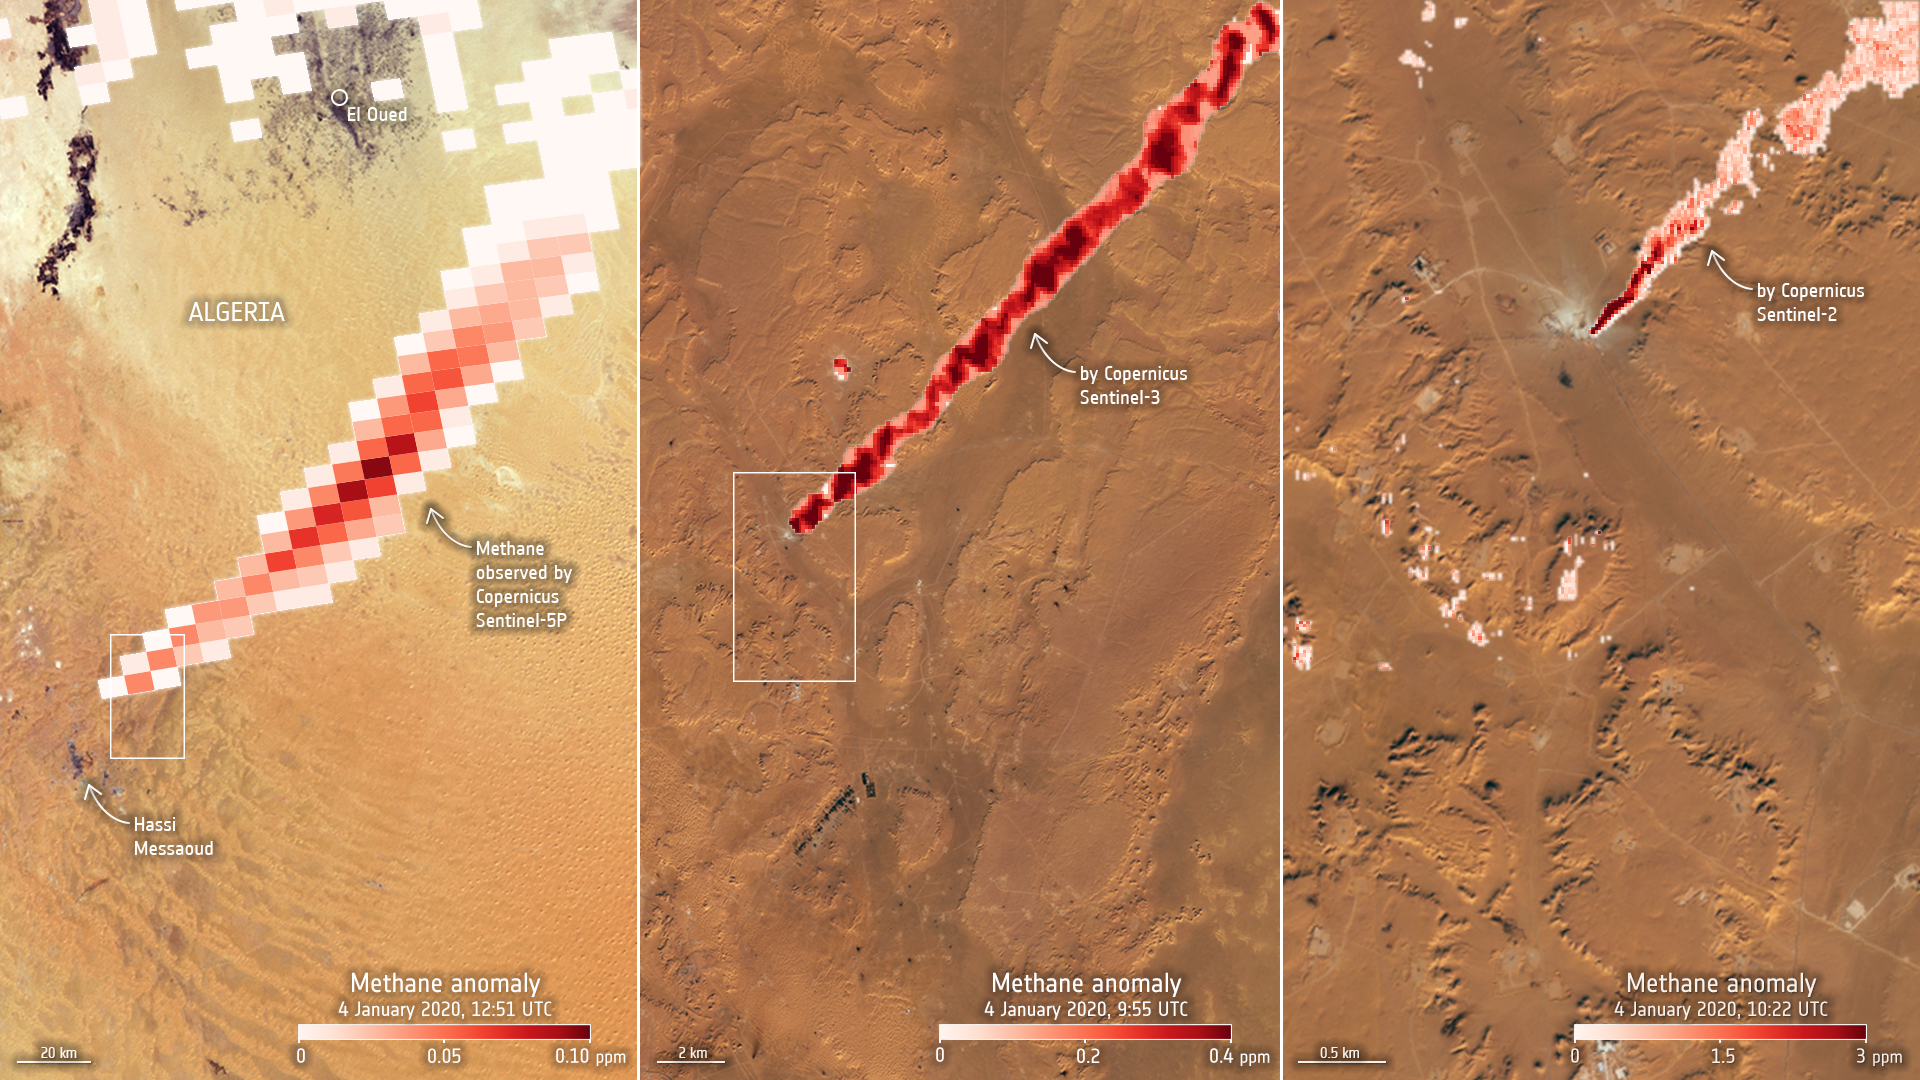 El Oued
ALGERIA
Methane
observed by
Copernicus
Sentinel-5P
Hassi
Messaoud
Methane anomaly
4 January 2020, 12:51 UTC
20 km
0 0.05 0.10 ppm
by Copernicus
Sentinel-3
Methane anomaly
4 January 2020, 9:55 UTC
2 km
0 0.2 0.4 ppm
by Copernicus
Sentinel-2
Methane anomaly
4 January 2020, 10:22 UTC
0.5 km
0 1.5 3 ppm